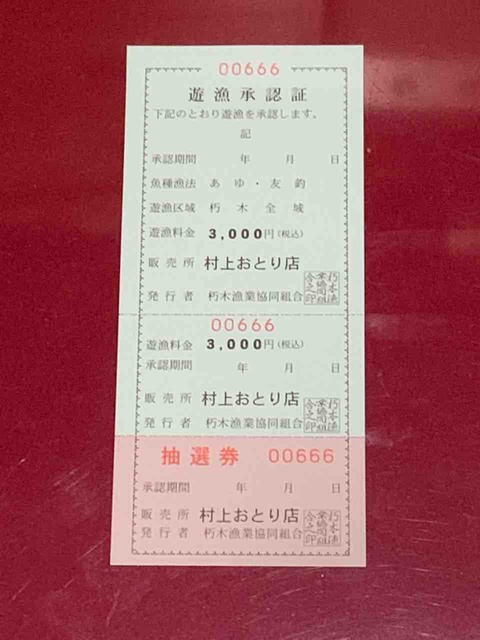 00666
遊漁承認証
下記のとおり遊漁を承認します。
記
承認期間 年 月 日
魚種漁法 あゆ・友釣
遊漁区域 朽木全域
遊漁料金 3,000円(税込)
販売所 村上おとり店
発行者 朽木漁業協同組合
00666
遊漁料金 3,000円(税込)
承認期間 年 月 日
販売所 村上おとり店
発行者 朽木漁業協同組合
抽選券 00666
承認期間 年 月 日
販売所 村上おとり店
発行者 朽木漁業協同組合